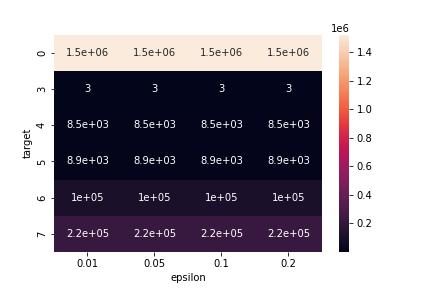 1e6
0 1.5e+06 1.5e+06 1.5e+06 1.5e+06 1.4
3 3 3 3 3 1.2
4 8.5e+03 8.5e+03 8.5e+03 8.5e+03 1.0
target 0.8
5 8.9e+03 8.9e+03 8.9e+03 8.9e+03 0.6
6 1e+05 1e+05 1e+05 1e+05 0.4
7 2.2e+05 2.2e+05 2.2e+05 2.2e+05 0.2
0.01 0.05 0.1 0.2
epsilon